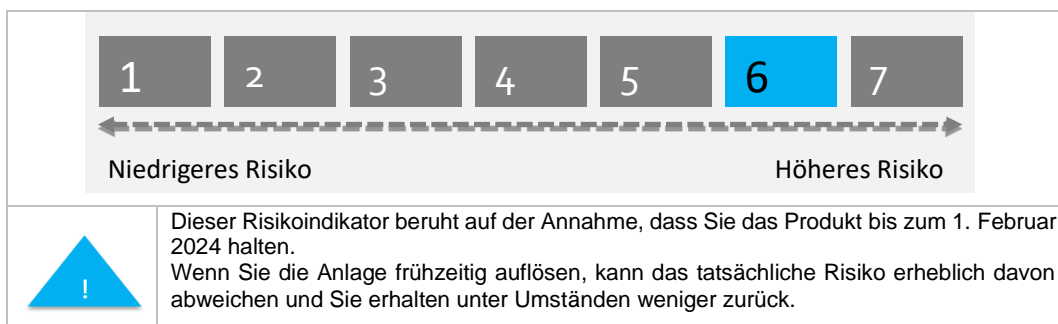 1 2 3 4 5 6 7
Niedrigeres Risiko Höheres Risiko
Dieser Risikoindikator beruht auf der Annahme, dass Sie das Produkt bis zum 1. Februar
2024 halten.
Wenn Sie die Anlage frühzeitig auflösen, kann das tatsächliche Risiko erheblich davon
abweichen und Sie erhalten unter Umständen weniger zurück.
!